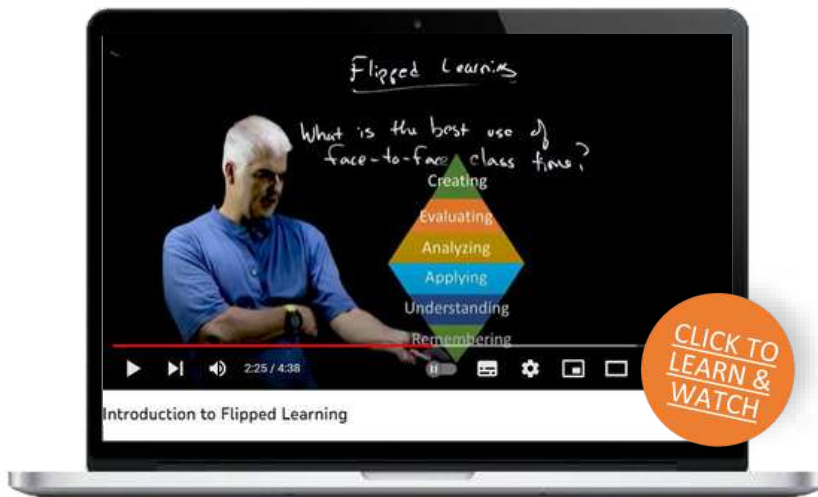 Flipped Learning
What is the best use of
face-to-face class time?
Creating
Evaluating
Analyzing
Applying
Understanding
Remembering
2:25 / 4:38
Introduction to Flipped Learning
CLICK TO
LEARN &
WATCH